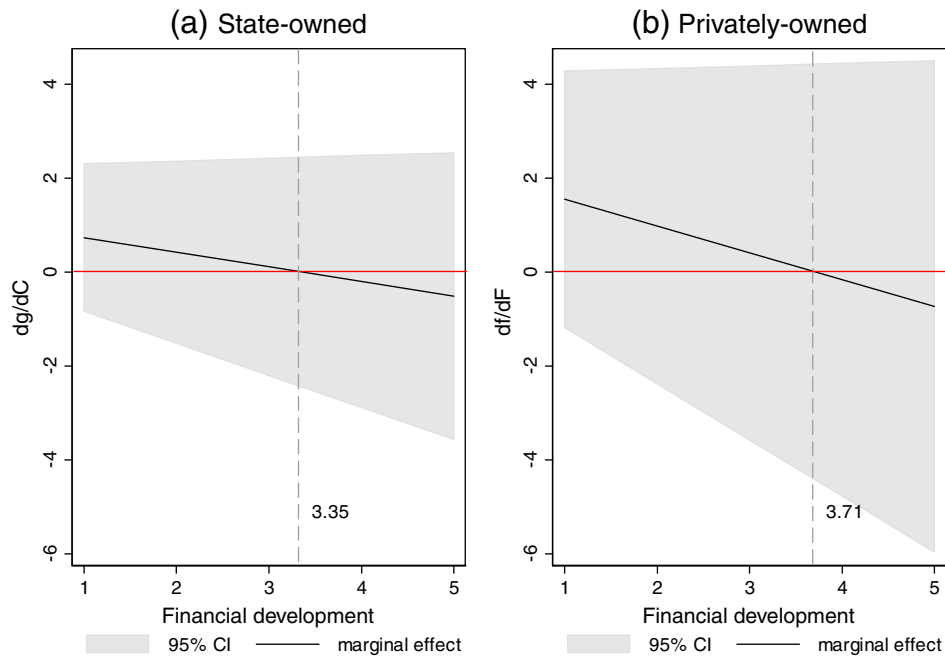 (a) State-owned
4
2
0
-2
-4
-6
dg/dC
3.35
1 2 3 4 5
Financial development
95% CI marginal effect
(b) Privately-owned
4
2
0
-2
-4
-6
df/dF
3.71
1 2 3 4 5
Financial development
95% CI marginal effect